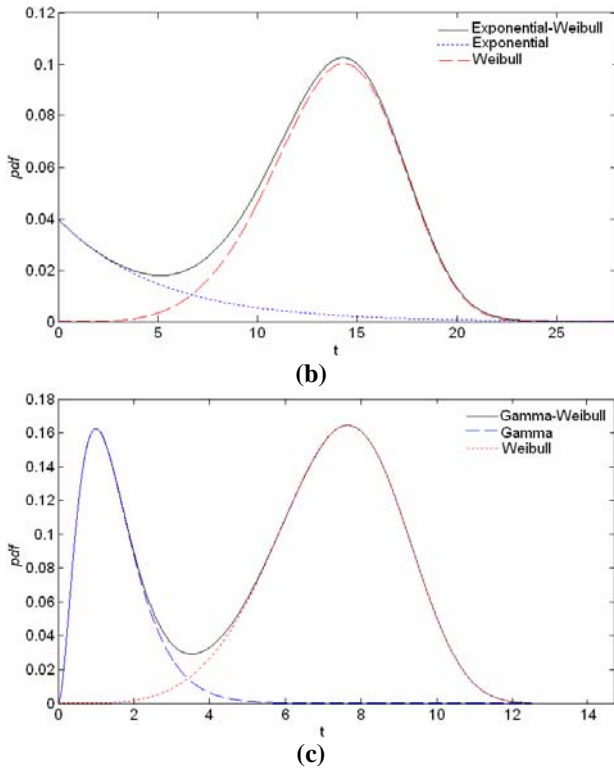 0.12
0.1
0.08
0.06
0.04
0.02
0
pdf
Exponential-Weibull
Exponential
Weibull
0 5 10 15 20 25
t
(b)
0.18
0.16
0.14
0.12
0.1
0.08
0.06
0.04
0.02
0
pdf
Gamma-Weibull
Gamma
Weibull
0 2 4 6 8 10 12 14
t
(c)